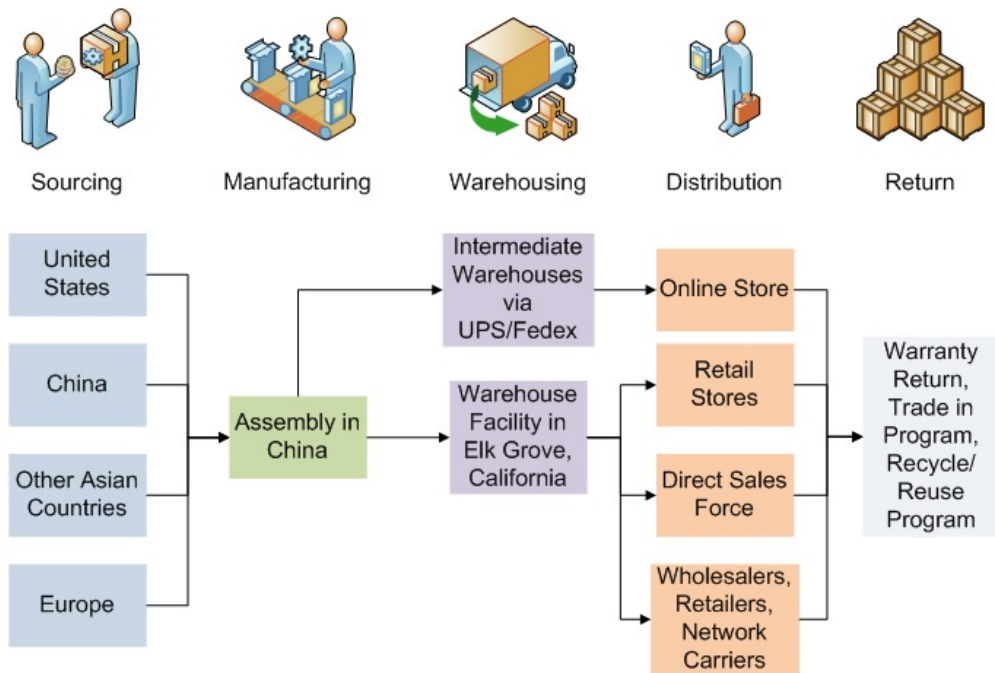 Sourcing
Manufacturing
Warehousing
Distribution
Return
United
States
China
Other Asian
Countries
Europe
Assembly in
China
Intermediate
Warehouses
via
UPS/Fedex
Warehouse
Facility in
Elk Grove,
California
Online Store
Retail
Stores
Direct Sales
Force
Wholesalers,
Retailers,
Network
Carriers
Warranty
Return,
Trade in
Program,
Recycle/
Reuse
Program